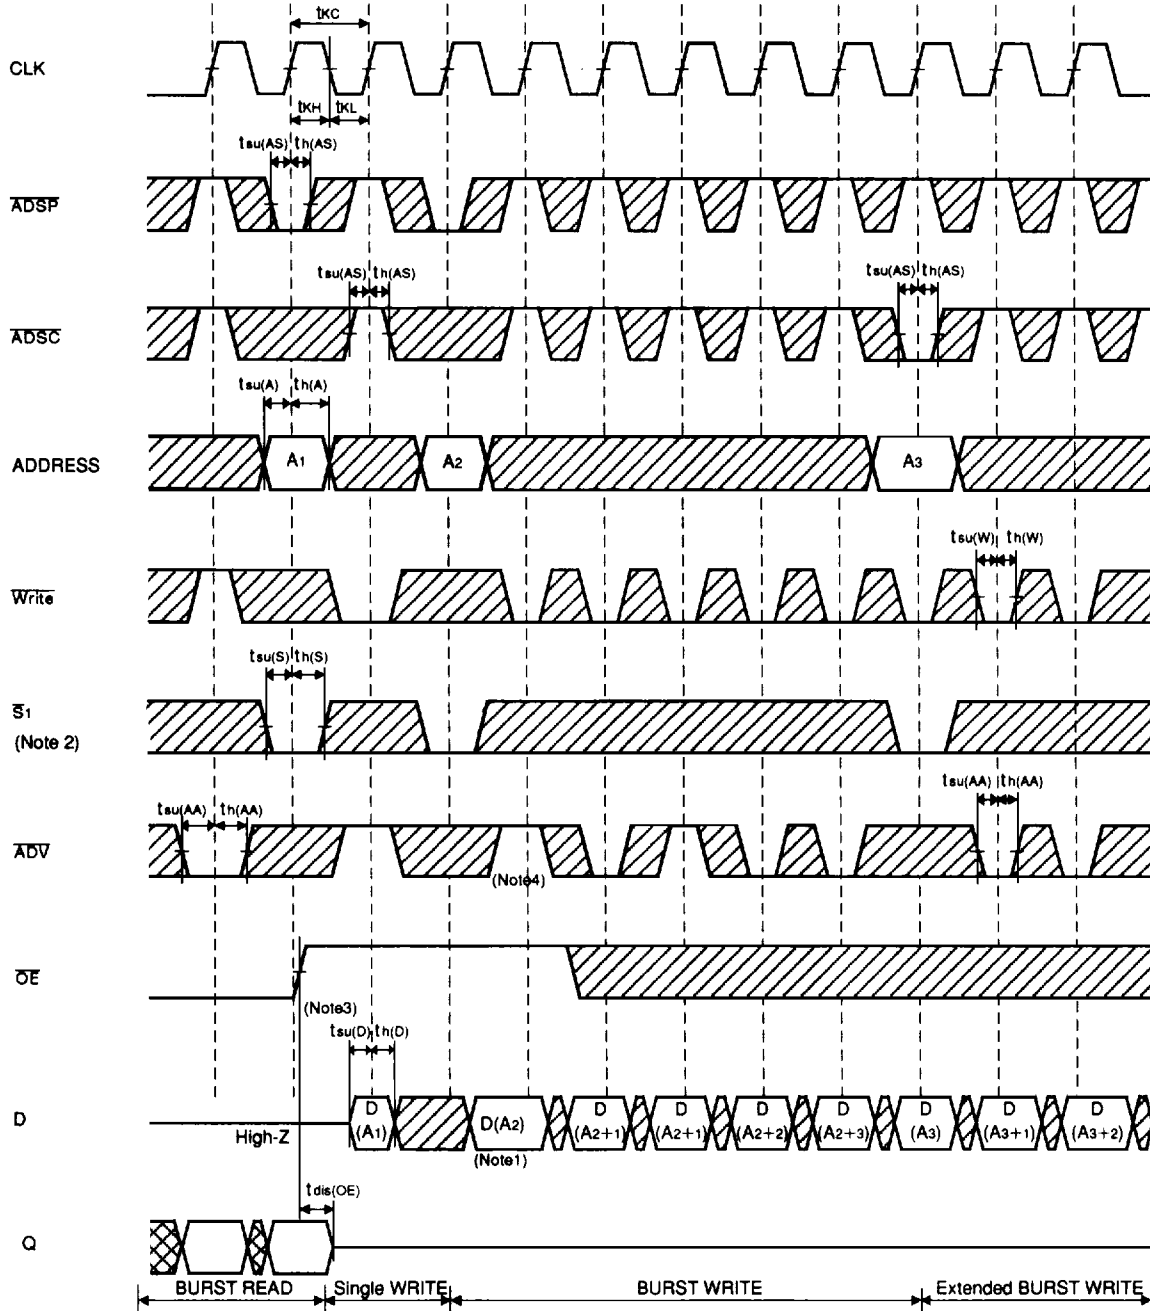 tKC
CLK
tKH tKL
tsu(AS) th(AS)
ADSP
tsu(AS) th(AS) tsu(AS) th(AS)
ADSC
tsu(A) th(A)
ADDRESS A1 A2 A3
tsu(W) th(W)
Write
tsu(S) th(S)
S1
(Note 2)
tsu(AA) th(AA) tsu(AA) th(AA)
ADV
(Note4)
OE
(Note3)
tsu(D) th(D)
D D D D D D D D
D (A1) D(A2) (A2+1) (A2+1) (A2+2) (A2+3) (A3) (A3+1) (A3+2)
High-Z (Note1)
tdis(OE)
Q
BURST READ Single WRITE BURST WRITE Extended BURST WRITE